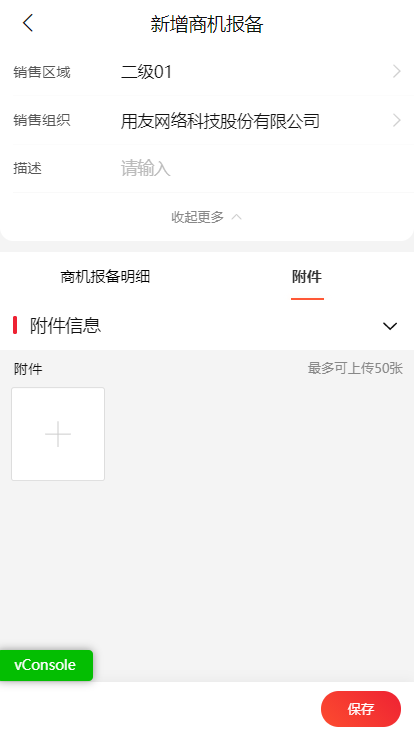 新增商机报备
销售区域 二级01
销售组织 用友网络科技股份有限公司
描述 请输入
收起更多
商机报备明细 附件
附件信息
附件 最多可上传50张
vConsole
保存